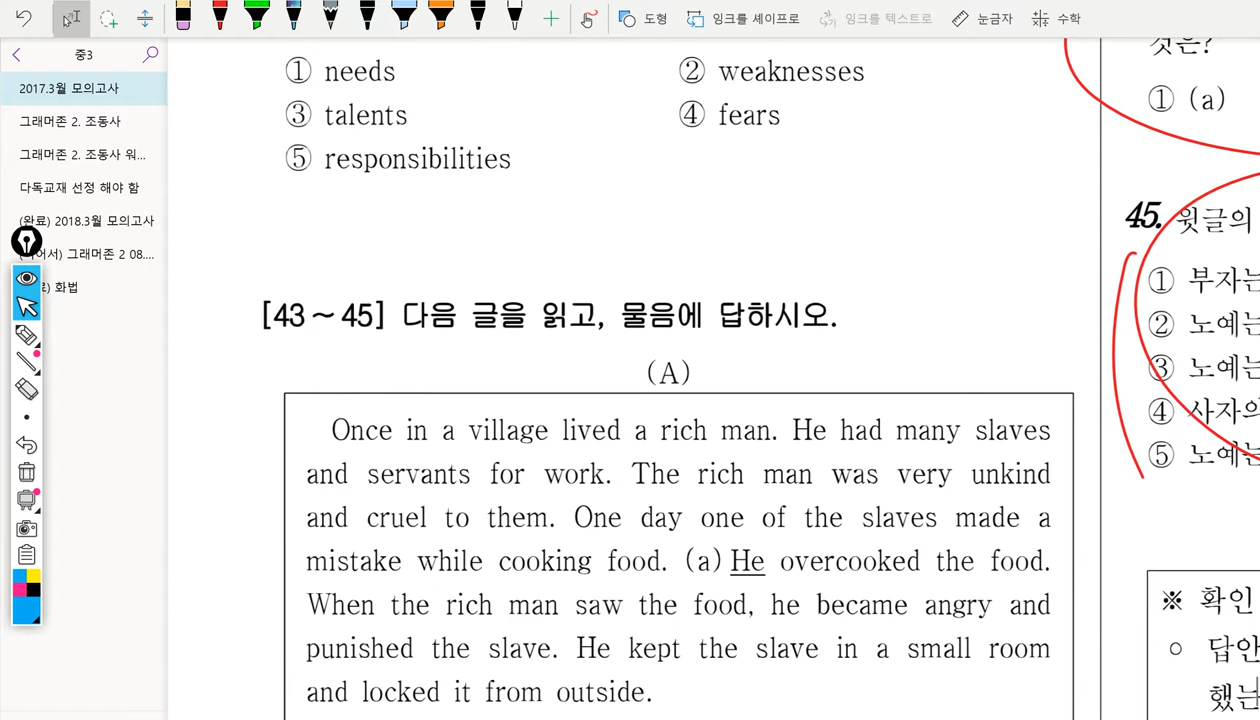 도형
잉크를 셰이프로
잉크를 텍스트로
눈금자
수학
중3
2017.3월 모의고사
그래머존 2. 조동사
그래머존 2. 조동사 워...
다독교재 선정 해야 함
(완료) 2018.3월 모의고사
그래머존 2 08....
화법
① needs
② weaknesses
③ talents
④ fears
⑤ responsibilities
[43～45] 다음 글을 읽고, 물음에 답하시오.
(A)
Once in a village lived a rich man. He had many slaves
and servants for work. The rich man was very unkind
and cruel to them. One day one of the slaves made a
mistake while cooking food. (a) He overcooked the food.
When the rich man saw the food, he became angry and
punished the slave. He kept the slave in a small room
and locked it from outside.
것은?
① (a)
45. 윗글의
① 부자는
② 노예는
③ 노예는
④ 사자의
⑤ 노예는
※ 확인
○ 답안
했는